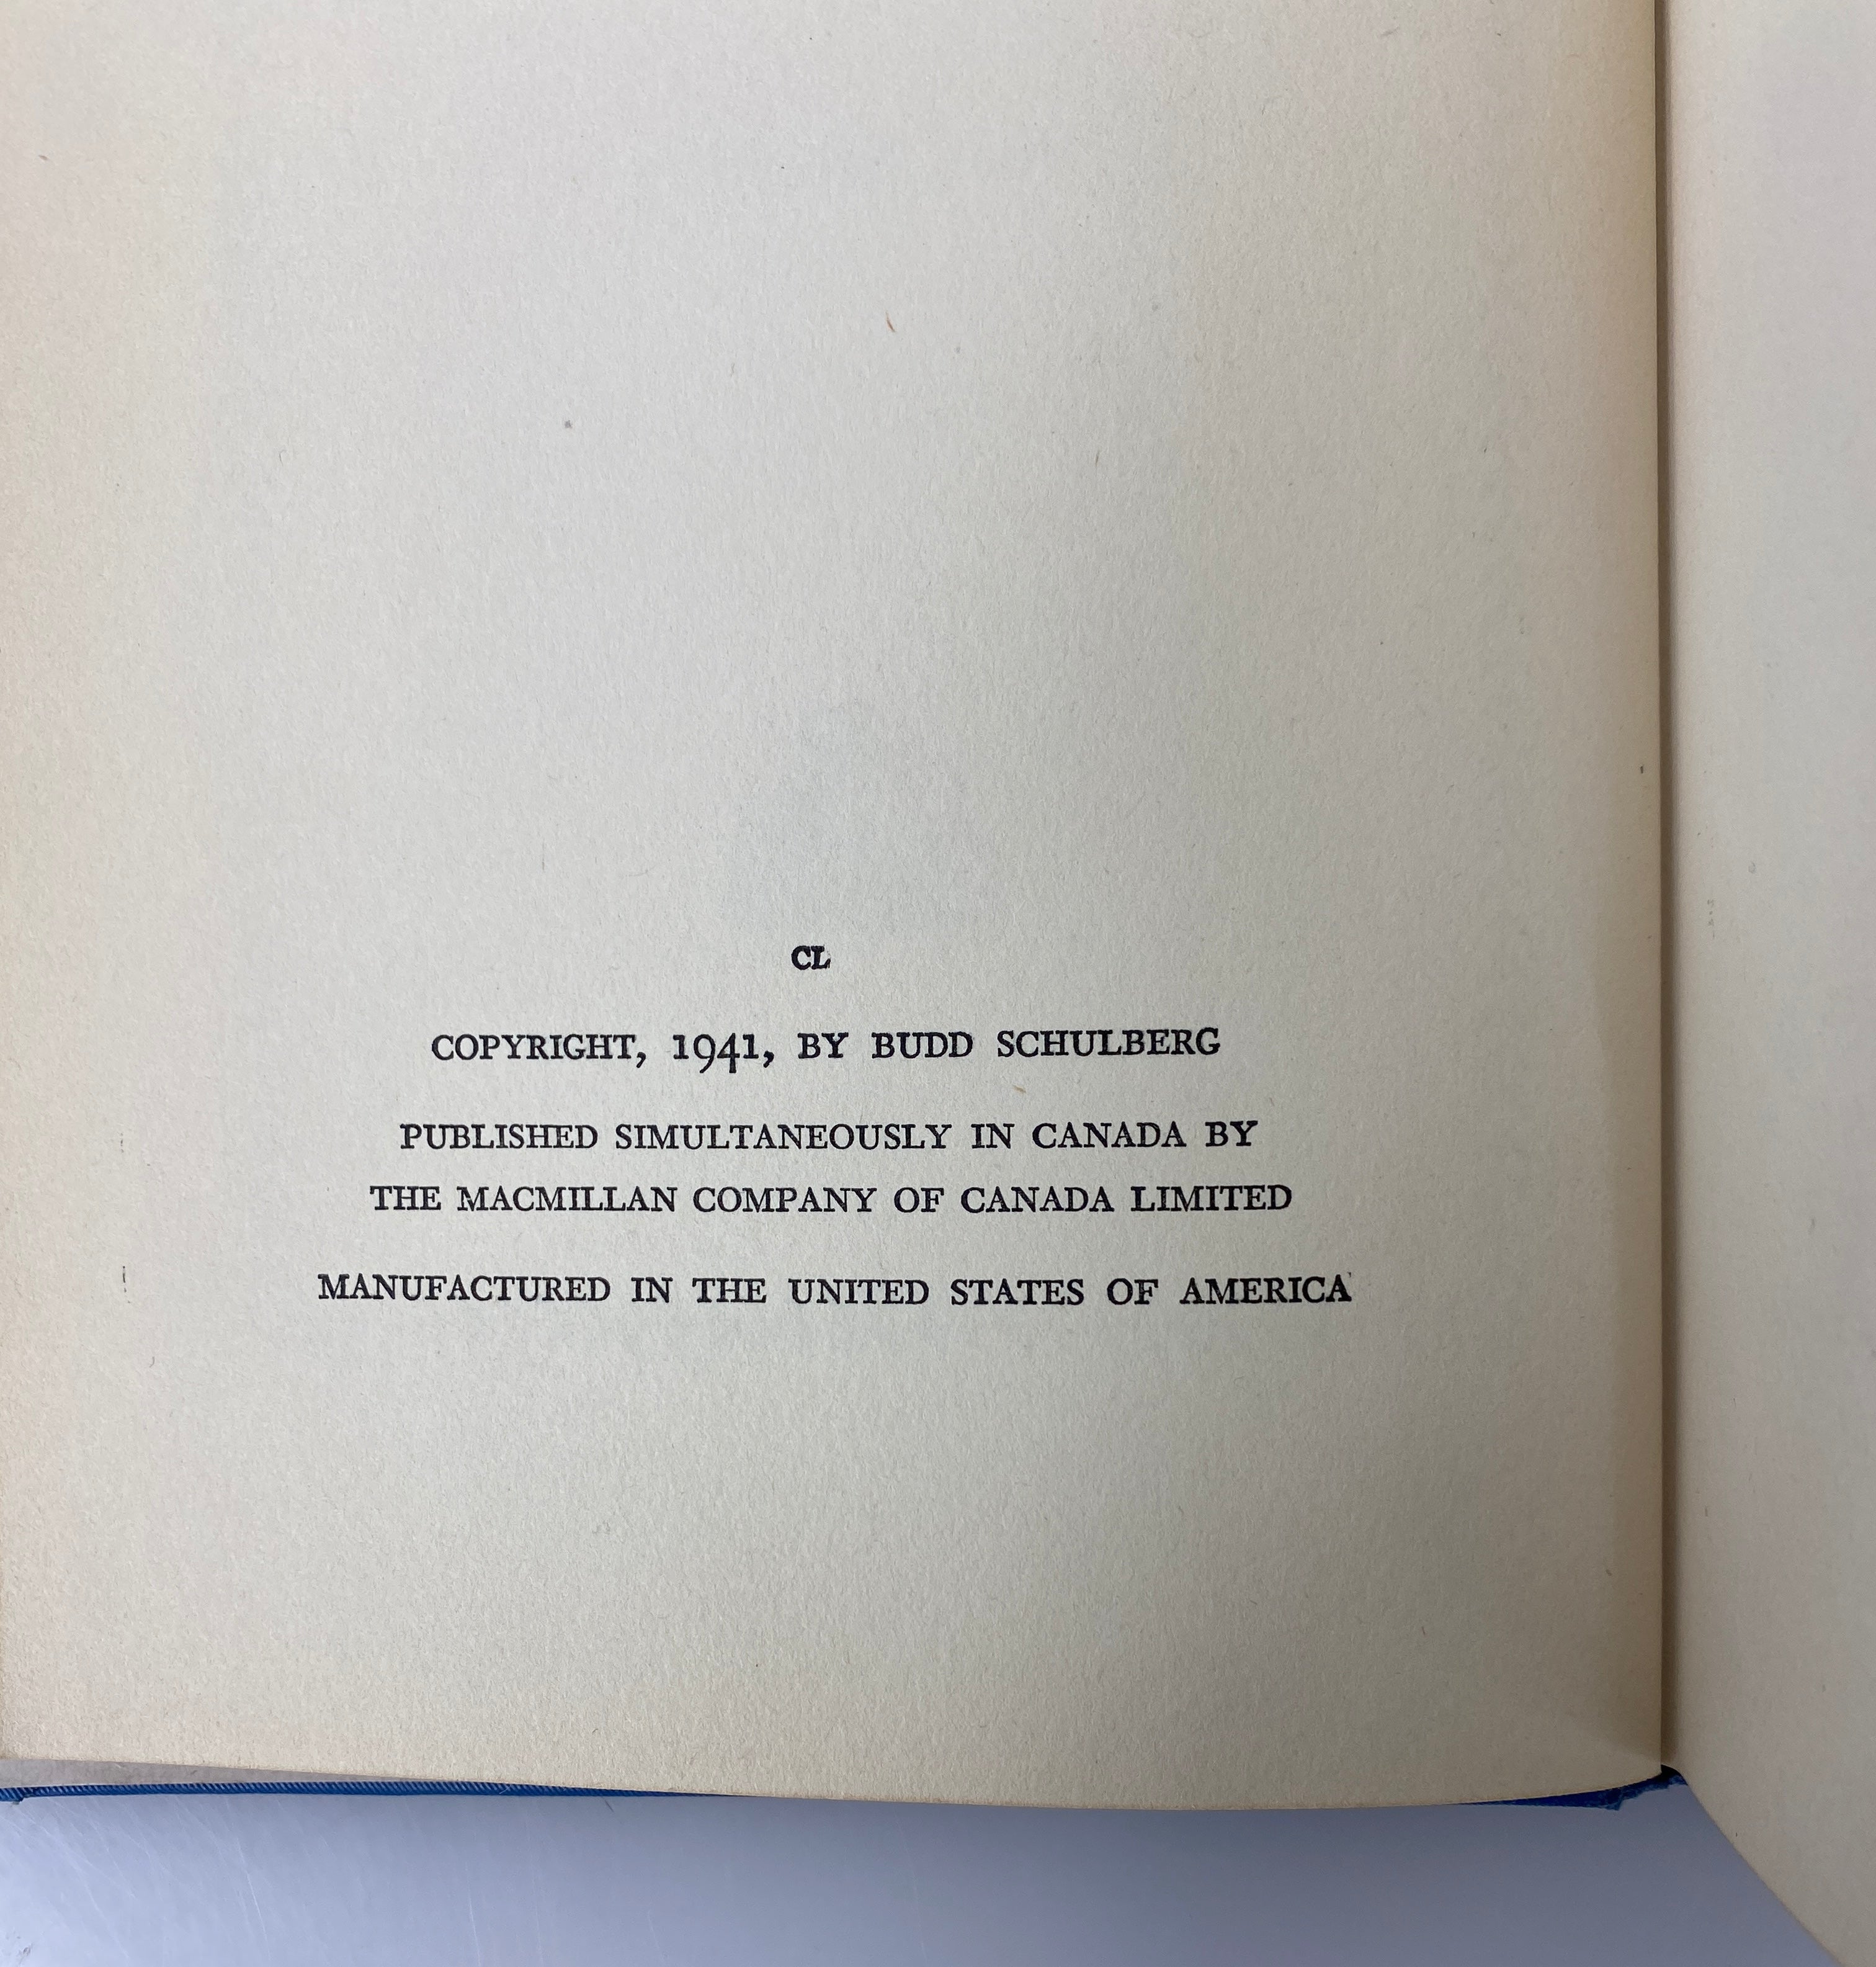 CL
COPYRIGHT, 1941, BY BUDD SCHULBERG
PUBLISHED SIMULTANEOUSLY IN CANADA BY
THE MACMILLAN COMPANY OF CANADA LIMITED
MANUFACTURED IN THE UNITED STATES OF AMERICA